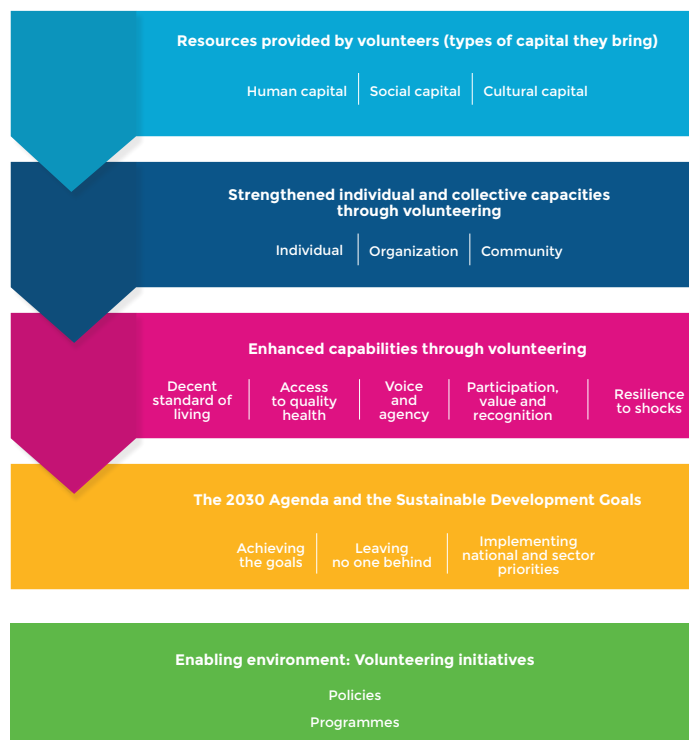 Resources provided by volunteers (types of capital they bring)
Human capital
Social capital
Cultural capital
Strengthened individual and collective capacities
through volunteering
Individual
Organization
Community
Enhanced capabilities through volunteering
Decent
standard of
living
Access
to quality
health
Voice
and
agency
Participation,
value and
recognition
Resilience
to shocks
The 2030 Agenda and the Sustainable Development Goals
Achieving
the goals
Leaving
no one behind
Implementing
national and sector
priorities
Enabling environment: Volunteering initiatives
Policies
Programmes